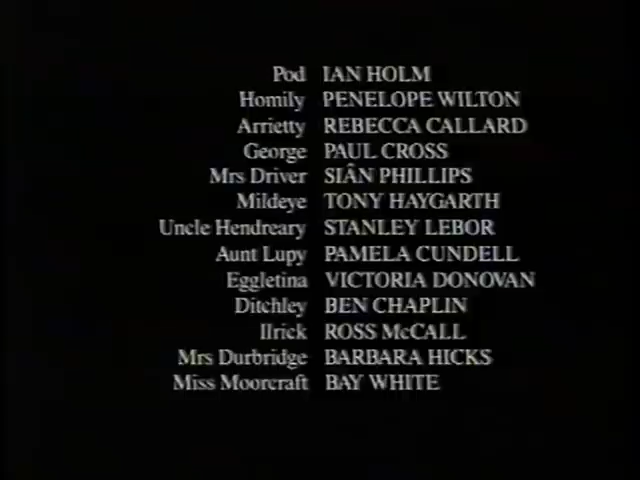 Pod IAN HOLM
Homily PENELOPE WILTON
Arrietty REBECCA CALLARD
George PAUL CROSS
Mrs Driver SIÂN PHILLIPS
Mildeye TONY HAYGARTH
Uncle Hendreary STANLEY LEBOR
Aunt Lupy PAMELA CUNDELL
Eggletina VICTORIA DONOVAN
Ditchley BEN CHAPLIN
Ilrick ROSS McCALL
Mrs Durbridge BARBARA HICKS
Miss Moorcraft BAY WHITE